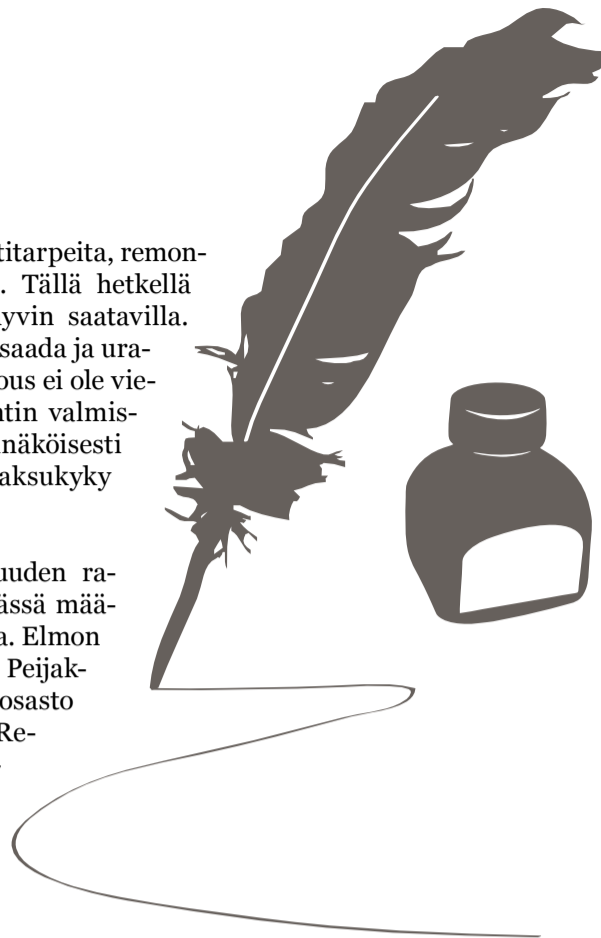 titarpeita, remon-
. Tällä hetkellä
yvin saatavilla.
saada ja ura-
ous ei ole vie-
ntin valmis-
näköisesti
aksukyky
uuden ra-
ässä mää-
a. Elmon
Peijak-
osasto
Re-